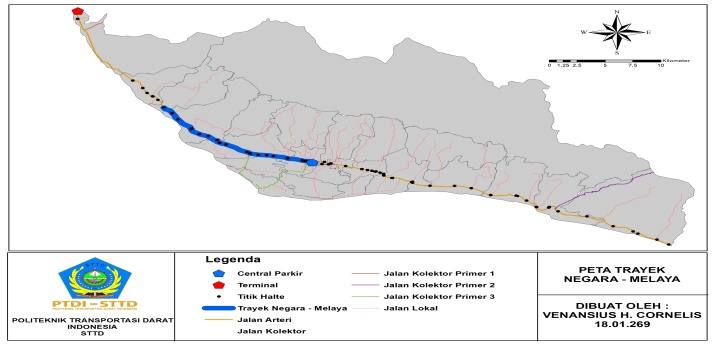 N
W E
S
Kilometer
0 1.25 2.5 5 7.5 10
STTD
PTDI - STTD
POLITEKNIK TRANSPORTASI DARAT
INDONESIA
STTD
Legenda
Central Parkir
Terminal
Titik Halte
Trayek Negara - Melaya
Jalan Arteri
Jalan Kolektor
Jalan Kolektor Primer 1
Jalan Kolektor Primer 2
Jalan Kolektor Primer 3
Jalan Lokal
PETA TRAYEK
NEGARA - MELAYA
DIBUAT OLEH :
VENANSIUS H. CORNELIS
18.01.269